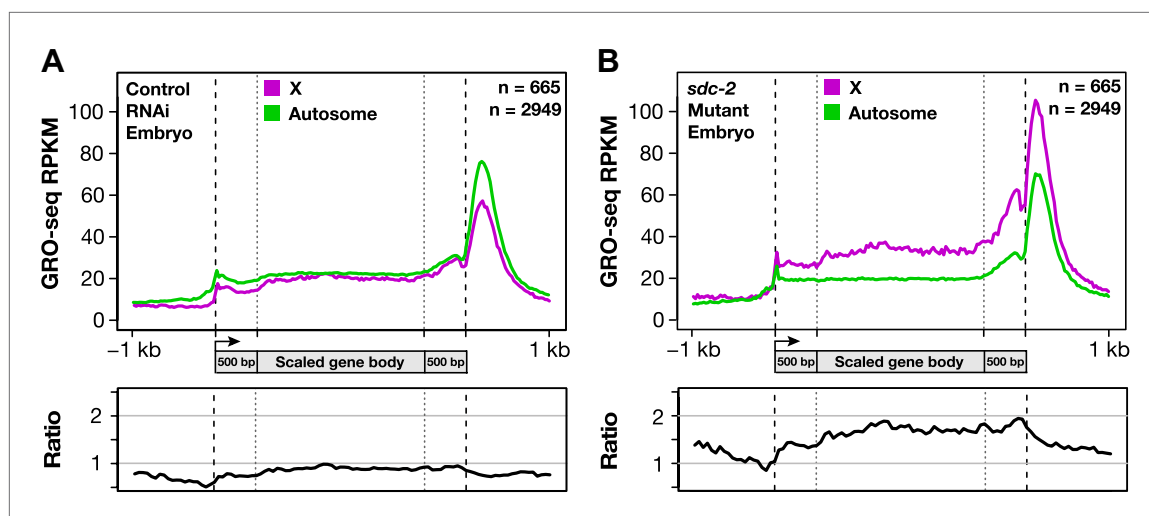 A
Control
RNAi
Embryo
X
Autosome
n = 665
n = 2949
GRO-seq RPKM
100
80
60
40
20
0
−1 kb
1 kb
500 bp
Scaled gene body
500 bp
Ratio
2
1
B
sdc-2
Mutant
Embryo
X
Autosome
n = 665
n = 2949
GRO-seq RPKM
100
80
60
40
20
0
−1 kb
1 kb
500 bp
Scaled gene body
500 bp
Ratio
2
1